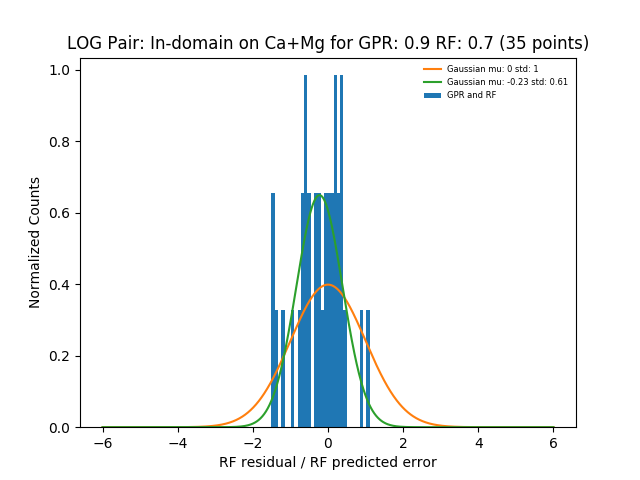 LOG Pair: In-domain on Ca+Mg for GPR: 0.9 RF: 0.7 (35 points)
Gaussian mu: 0 std: 1
Gaussian mu: -0.23 std: 0.61
GPR and RF
Normalized Counts
1.0
0.8
0.6
0.4
0.2
0.0
−6
−4
−2
0
2
4
6
RF residual / RF predicted error